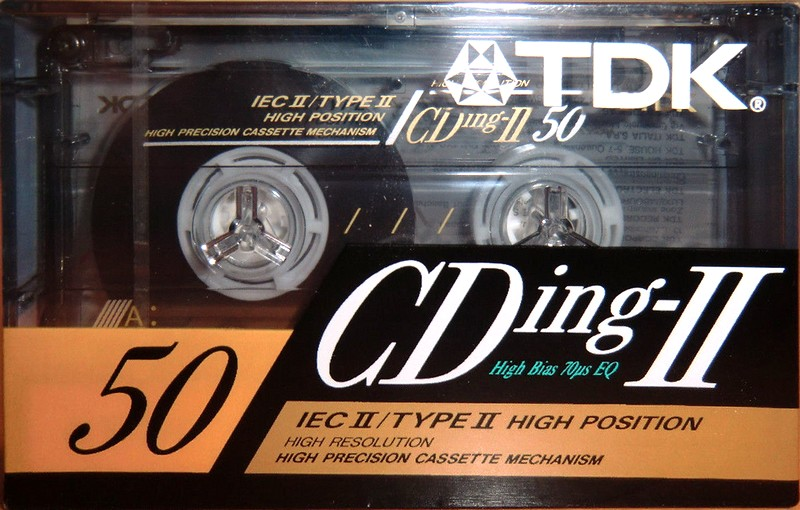 TDK®
IEC II/TYPE II
HIGH POSITION
HIGH PRECISION CASSETTE MECHANISM
CDing-II 50
A:
CDing-II
High Bias 70µs EQ
50
IEC II/TYPE II HIGH POSITION
HIGH RESOLUTION
HIGH PRECISION CASSETTE MECHANISM